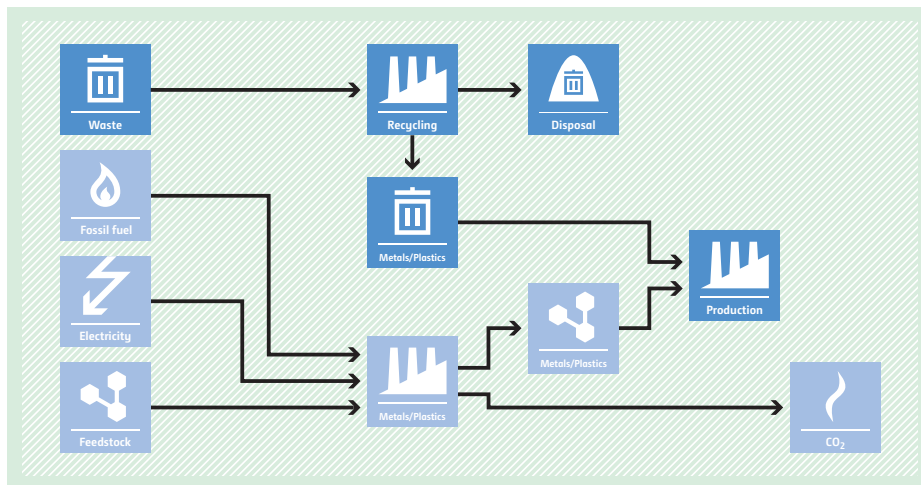 Waste
Recycling
Disposal
Fossil fuel
Metals/Plastics
Electricity
Production
Metals/Plastics
Feedstock
Metals/Plastics
CO₂